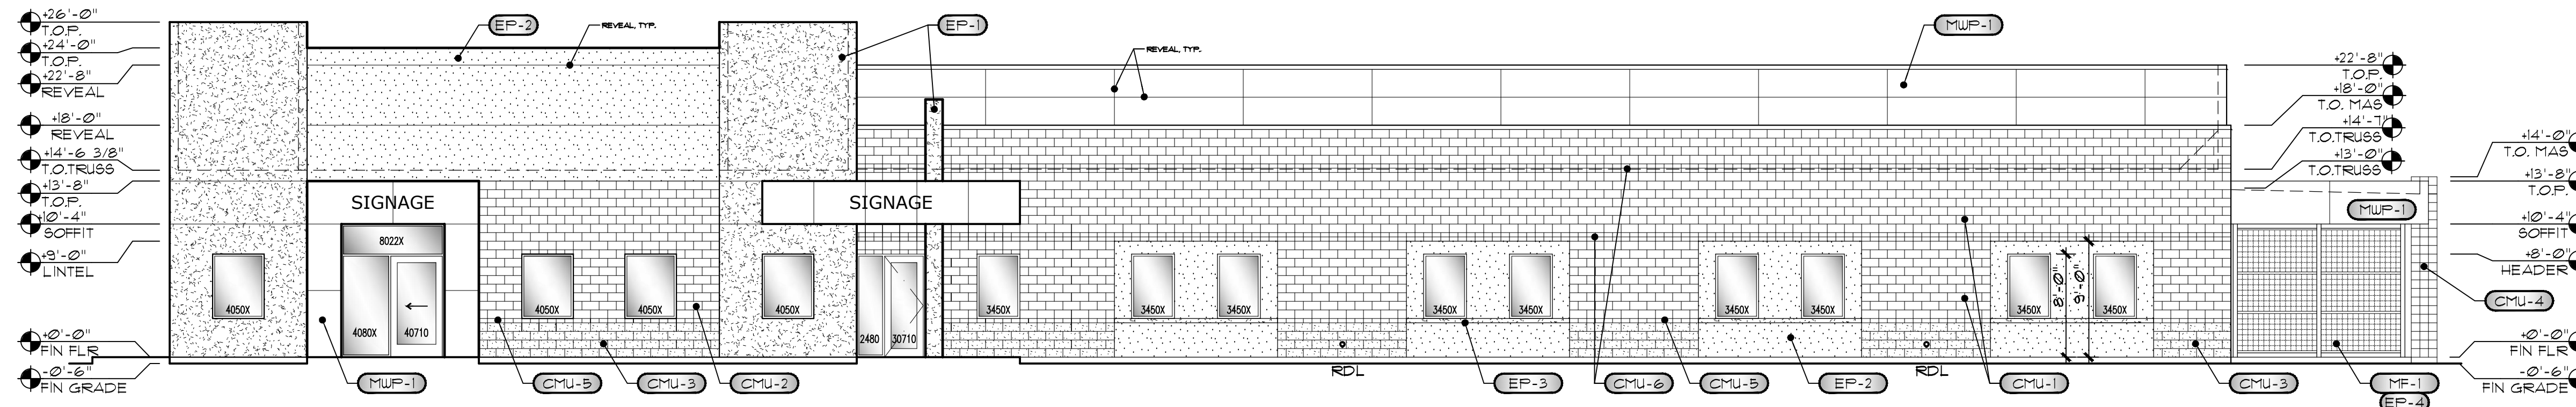 +26'-0"
T.O.P.
+24'-0"
T.O.P.
+22'-8"
REVEAL
+18'-0"
REVEAL
+14'-6 3/8"
T.O.TRUSS
+13'-8"
T.O.P.
+10'-4"
SOFFIT
+9'-0"
LINTEL
+0'-0"
FIN FLR
-0'-6"
FIN GRADE
EP-2
REVEAL, TYP.
EP-1
REVEAL, TYP.
MWP-1
SIGNAGE
SIGNAGE
8022X
4050X
4080X
40710
4050X
4050X
4050X
2480
30710
3450X
3450X
3450X
3450X
3450X
3450X
3450X
3450X
3450X
8'-0"
9'-0"
MWP-1
CMU-5
CMU-3
CMU-2
RDL
EP-3
CMU-6
CMU-5
EP-2
RDL
CMU-1
CMU-3
MF-1
EP-4
+22'-8"
T.O.P.
+18'-0"
T.O. MAS
+14'-7"
T.O.TRUSS
+13'-0"
T.O.TRUSS
MWP-1
+14'-0"
T.O. MAS
+13'-8"
T.O.P.
+10'-4"
SOFFIT
+8'-0"
HEADER
CMU-4
+0'-0"
FIN FLR
-0'-6"
FIN GRADE